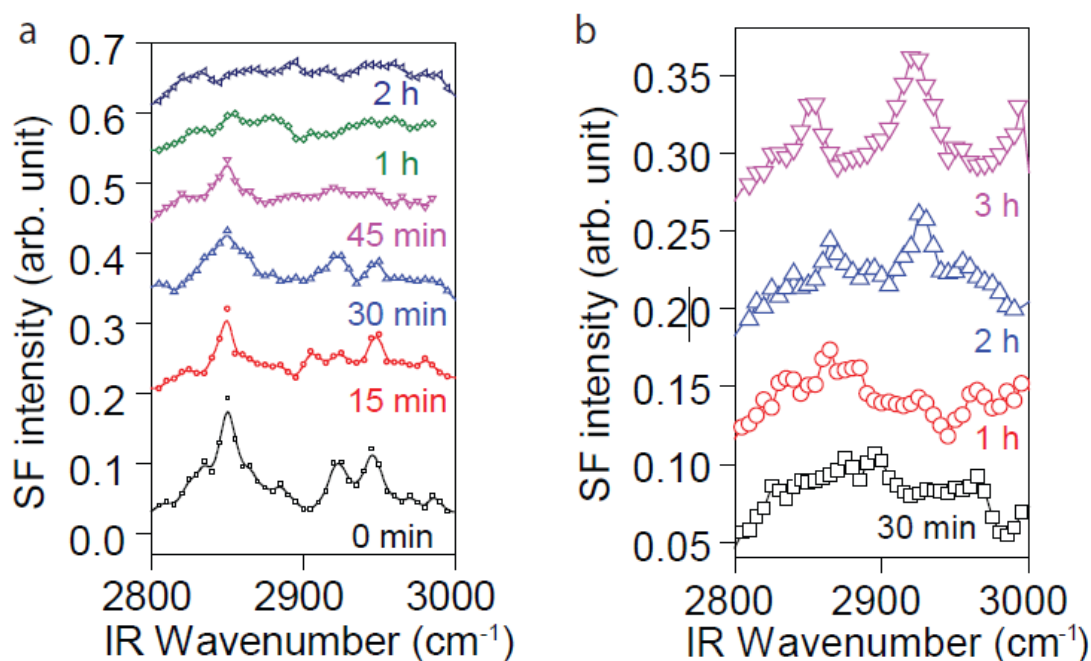 a
SF intensity (arb. unit)
0.7
0.6
0.5
0.4
0.3
0.2
0.1
0.0
2 h
1 h
45 min
30 min
15 min
0 min
2800
2900
3000
IR Wavenumber (cm-1)
b
SF intensity (arb. unit)
0.35
0.30
0.25
0.20
0.15
0.10
0.05
3 h
2 h
1 h
30 min
2800
2900
3000
IR Wavenumber (cm-1)